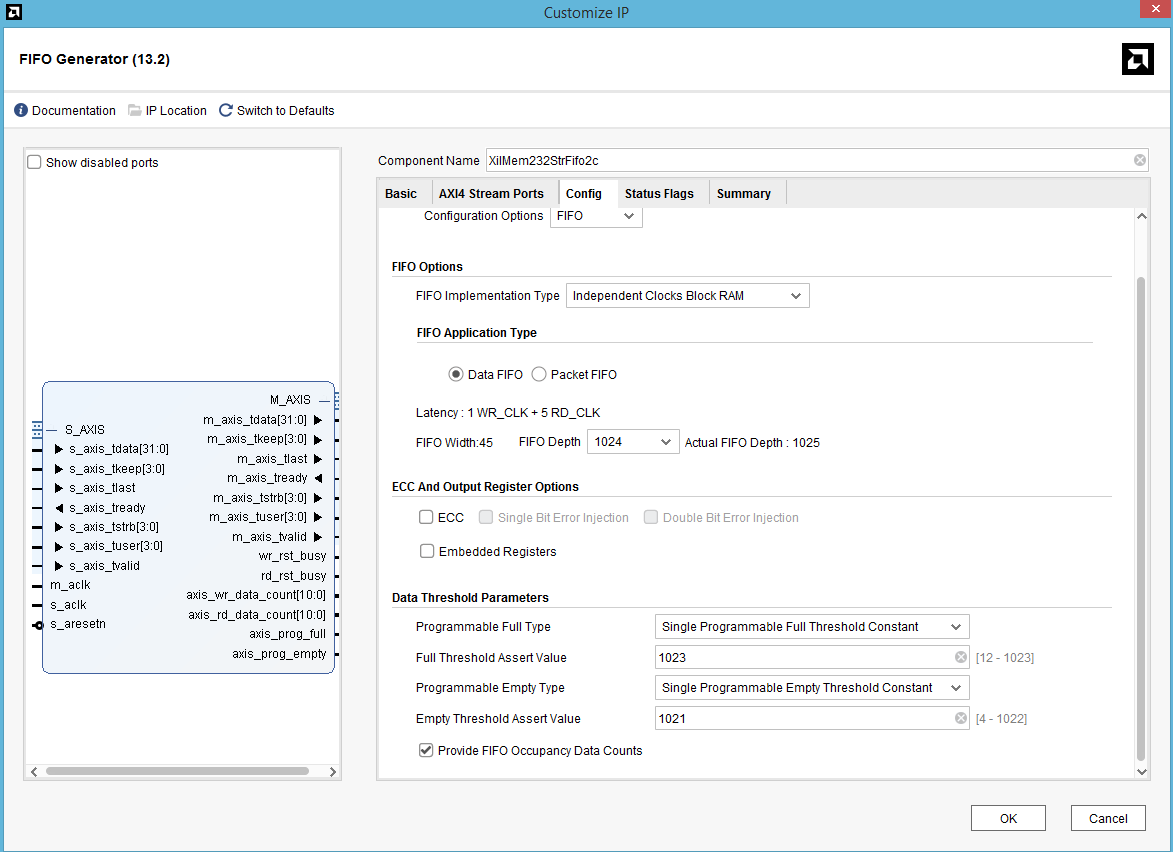 Customize IP
FIFO Generator (13.2)
Documentation IP Location Switch to Defaults
Show disabled ports
M_AXIS
m_axis_tdata[31:0]
m_axis_tkeep[3:0]
m_axis_tlast
m_axis_tready
m_axis_tstrb[3:0]
m_axis_tuser[3:0]
m_axis_tvalid
wr_rst_busy
rd_rst_busy
axis_wr_data_count[10:0]
axis_rd_data_count[10:0]
axis_prog_full
axis_prog_empty
S_AXIS
s_axis_tdata[31:0]
s_axis_tkeep[3:0]
s_axis_tlast
s_axis_tready
s_axis_tstrb[3:0]
s_axis_tuser[3:0]
s_axis_tvalid
m_aclk
s_aclk
s_aresetn
Component Name XilMem232StrFifo2c
Basic AXI4 Stream Ports Config Status Flags Summary
Configuration Options FIFO
FIFO Options
FIFO Implementation Type Independent Clocks Block RAM
FIFO Application Type
Data FIFO Packet FIFO
Latency : 1 WR_CLK + 5 RD_CLK
FIFO Width:45 FIFO Depth 1024 Actual FIFO Depth : 1025
ECC And Output Register Options
ECC Single Bit Error Injection Double Bit Error Injection
Embedded Registers
Data Threshold Parameters
Programmable Full Type Single Programmable Full Threshold Constant
Full Threshold Assert Value 1023 [12 - 1023]
Programmable Empty Type Single Programmable Empty Threshold Constant
Empty Threshold Assert Value 1021 [4 - 1022]
Provide FIFO Occupancy Data Counts
OK Cancel